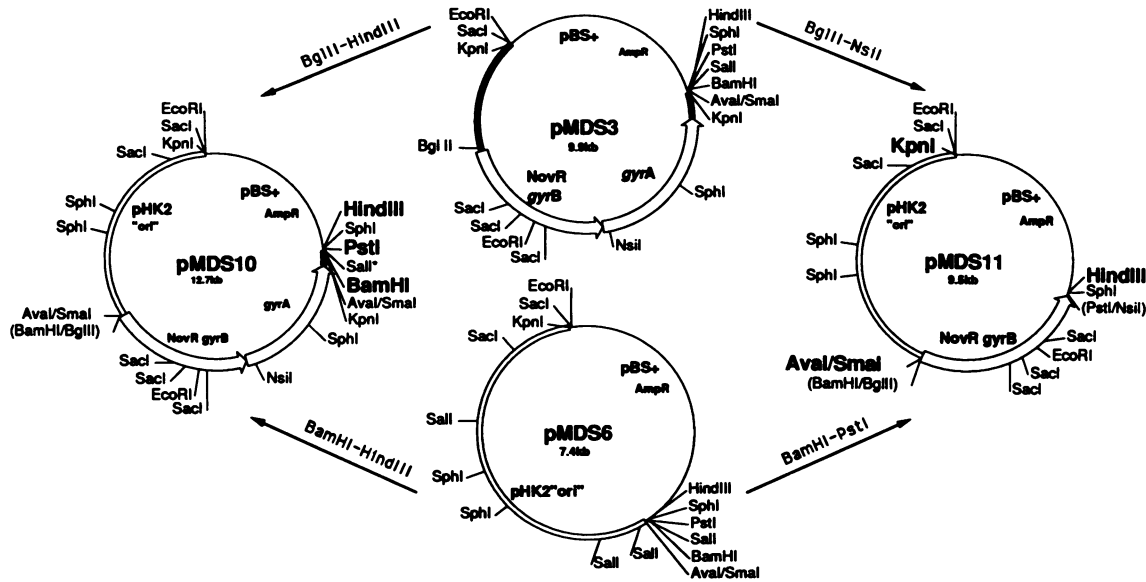 BglII-HindIII
BglII-NsiI
EcoRI
SacI
KpnI
pBS+
AmpR
HindIII
SphI
PstI
SalI
BamHI
AvaI/SmaI
KpnI
pMDS3
9.9kb
Bgl II
NovR
gyrB
gyrA
SphI
SacI
SacI
EcoRI
SacI
NsiI
EcoRI
SacI
KpnI
SacI
pBS+
AmpR
SphI
SphI
pHK2
"ori"
HindIII
SphI
PstI
SalI*
BamHI
AvaI/SmaI
KpnI
pMDS10
12.7kb
gyrA
AvaI/SmaI
(BamHI/BglII)
NovR gyrB
SphI
SacI
SacI
EcoRI
SacI
NsiI
EcoRI
SacI
KpnI
SacI
pBS+
AmpR
pHK2
"ori"
SphI
SphI
pMDS11
9.5kb
HindIII
SphI
(PstI/NsiI)
NovR gyrB
SacI
EcoRI
SacI
SacI
AvaI/SmaI
(BamHI/BglII)
BamHI-HindIII
BamHI-PstI
EcoRI
SacI
KpnI
SacI
pBS+
AmpR
SalI
pMDS6
7.4kb
SphI
SphI
pHK2"ori"
HindIII
SphI
PstI
SalI
BamHI
AvaI/SmaI
SalI
SalI